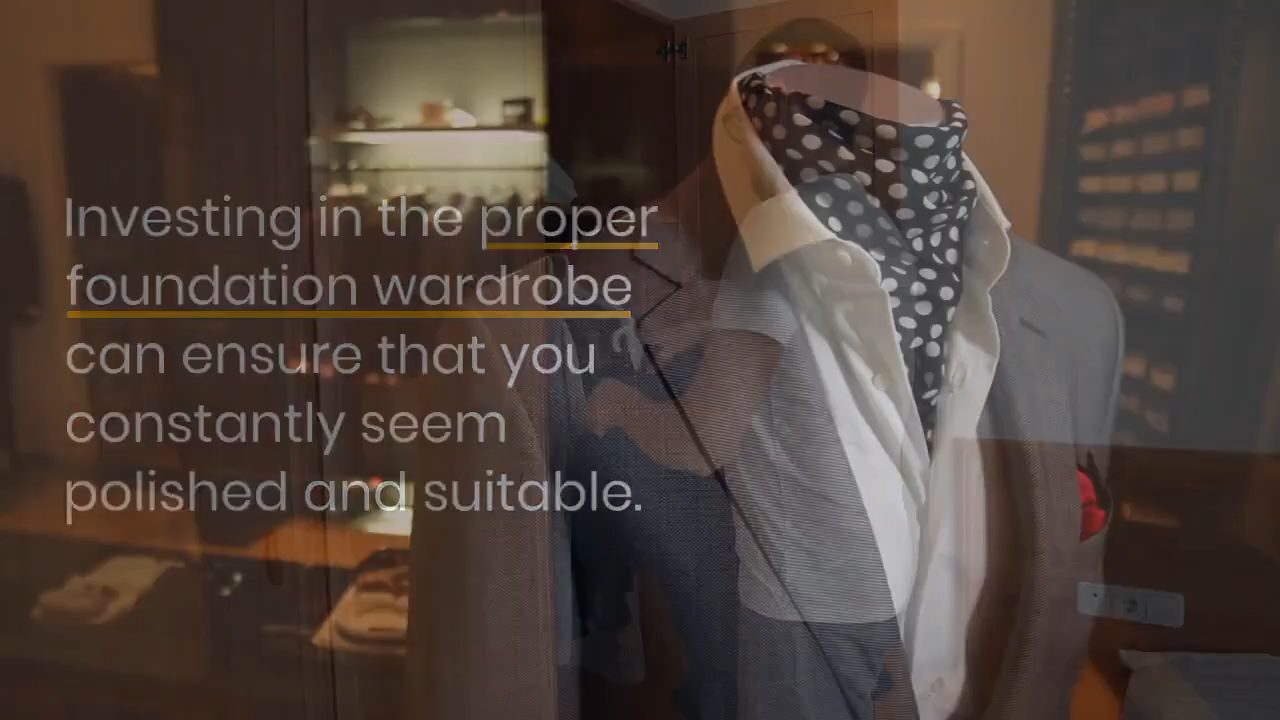 Investing in the proper
foundation wardrobe
can ensure that you
constantly seem
polished and suitable.